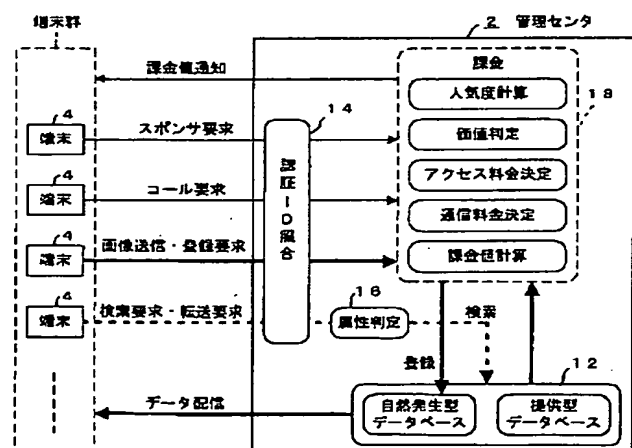 端末群
2 管理センタ
課金
18
課金値通知
人気度計算
4
端末
スポンサ要求
14
認証・ID照合
価値判定
アクセス料金決定
4
端末
コール要求
通信料金決定
4
端末
画像送信・登録要求
課金値計算
4
端末
検索要求・転送要求
16
属性判定
検索
登録
12
データ配信
自然発生型
データベース
提供型
データベース